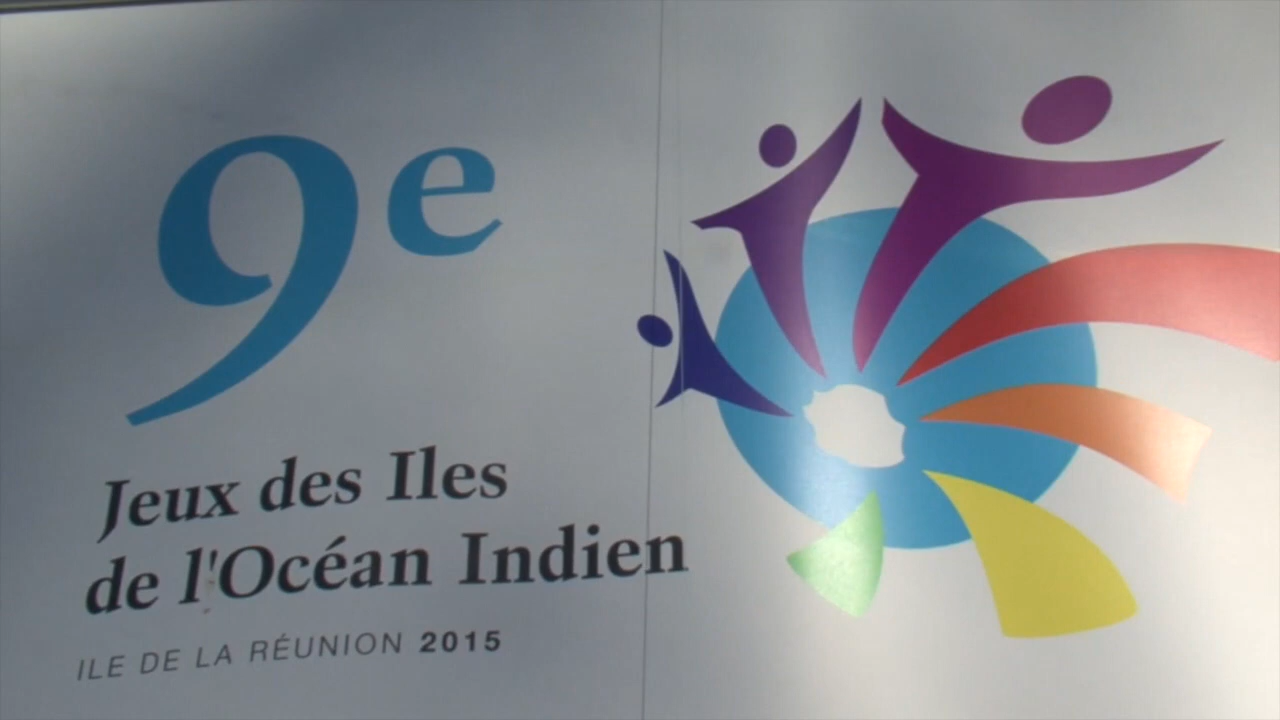 9e
Jeux des Iles
de l'Océan Indien
ILE DE LA RÉUNION 2015